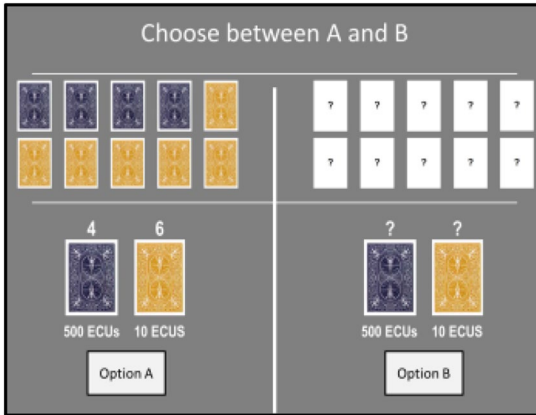 Choose between A and B
? ? ? ? ?
? ? ? ? ?
4 6
500 ECUs 10 ECUS
Option A
? ?
500 ECUs 10 ECUS
Option B